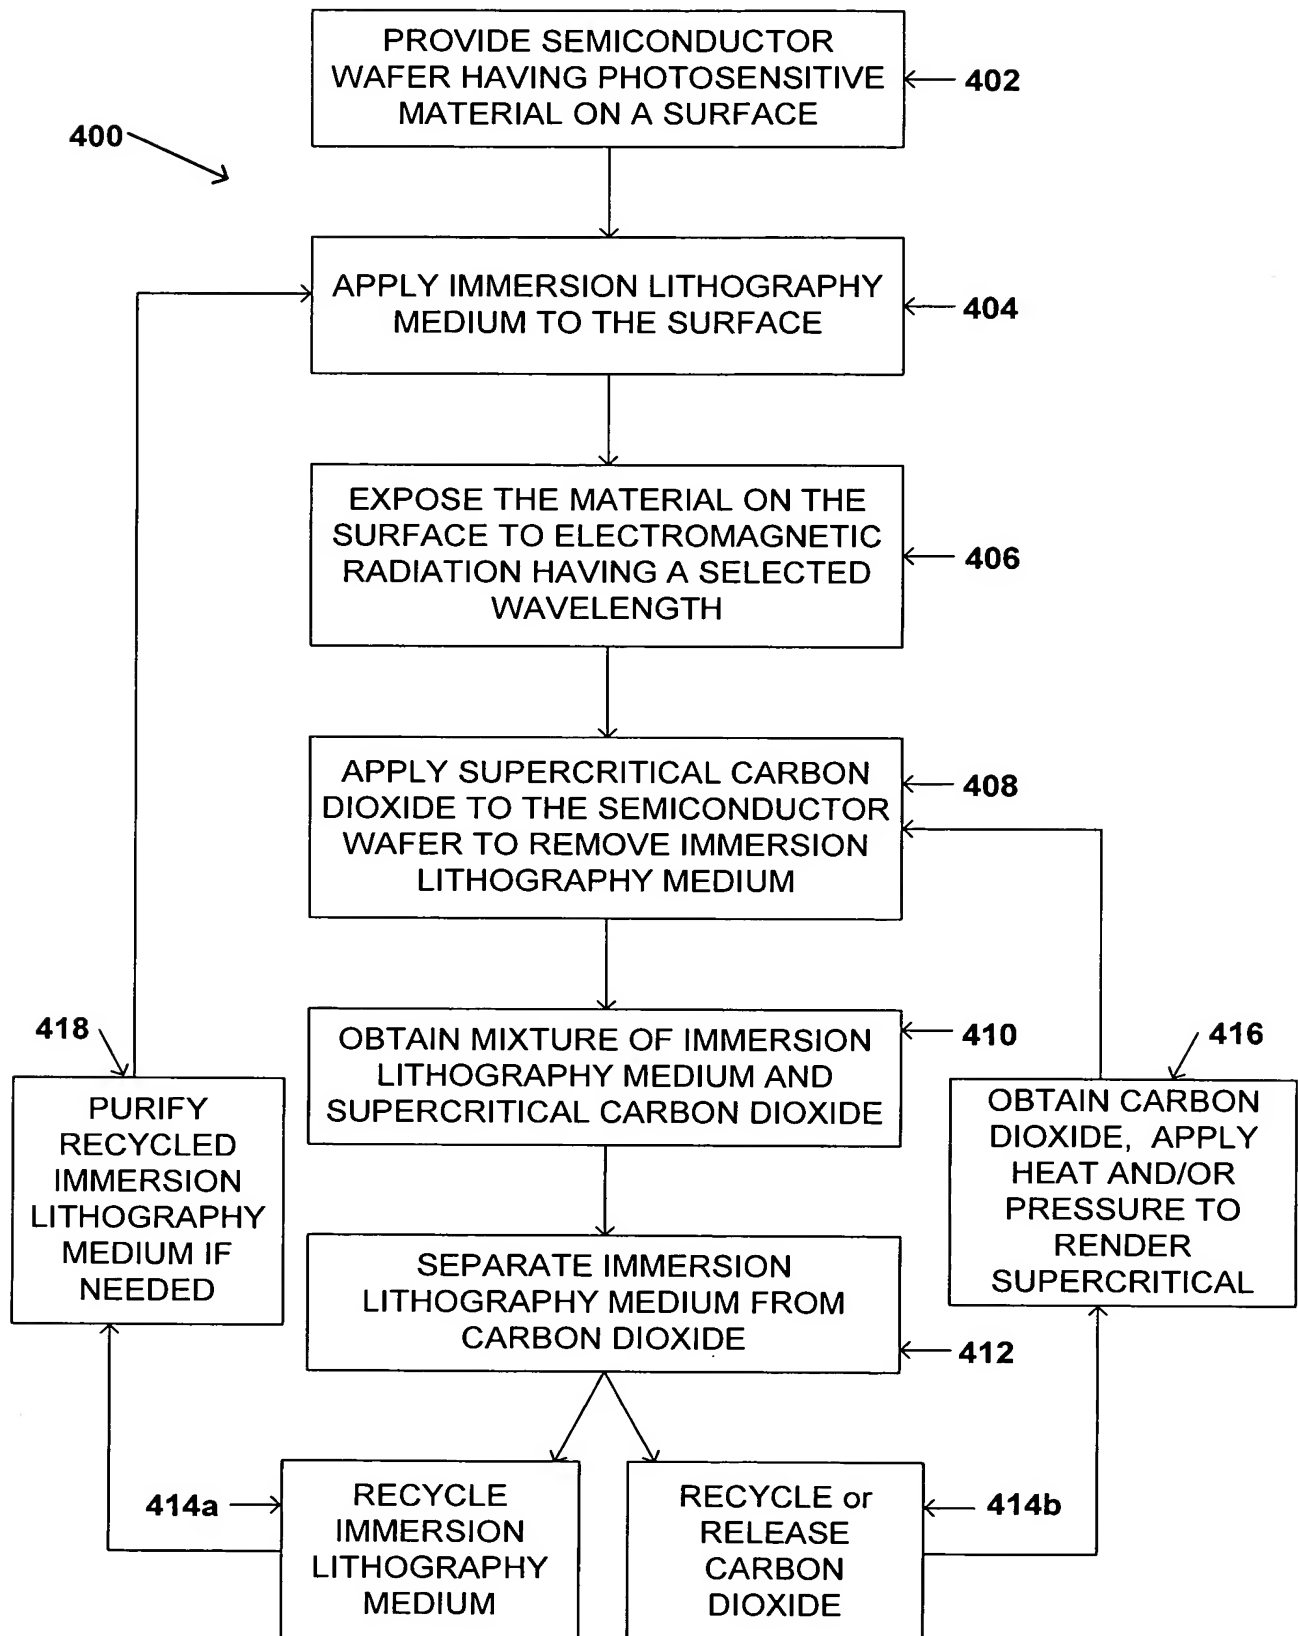 PROVIDE SEMICONDUCTOR
WAFER HAVING PHOTOSENSITIVE
MATERIAL ON A SURFACE
402
400
APPLY IMMERSION LITHOGRAPHY
MEDIUM TO THE SURFACE
404
EXPOSE THE MATERIAL ON THE
SURFACE TO ELECTROMAGNETIC
RADIATION HAVING A SELECTED
WAVELENGTH
406
APPLY SUPERCRITICAL CARBON
DIOXIDE TO THE SEMICONDUCTOR
WAFER TO REMOVE IMMERSION
LITHOGRAPHY MEDIUM
408
OBTAIN MIXTURE OF IMMERSION
LITHOGRAPHY MEDIUM AND
SUPERCRITICAL CARBON DIOXIDE
410
418
PURIFY
RECYCLED
IMMERSION
LITHOGRAPHY
MEDIUM IF
NEEDED
416
OBTAIN CARBON
DIOXIDE, APPLY
HEAT AND/OR
PRESSURE TO
RENDER
SUPERCRITICAL
SEPARATE IMMERSION
LITHOGRAPHY MEDIUM FROM
CARBON DIOXIDE
412
414a
RECYCLE
IMMERSION
LITHOGRAPHY
MEDIUM
RECYCLE or
RELEASE
CARBON
DIOXIDE
414b